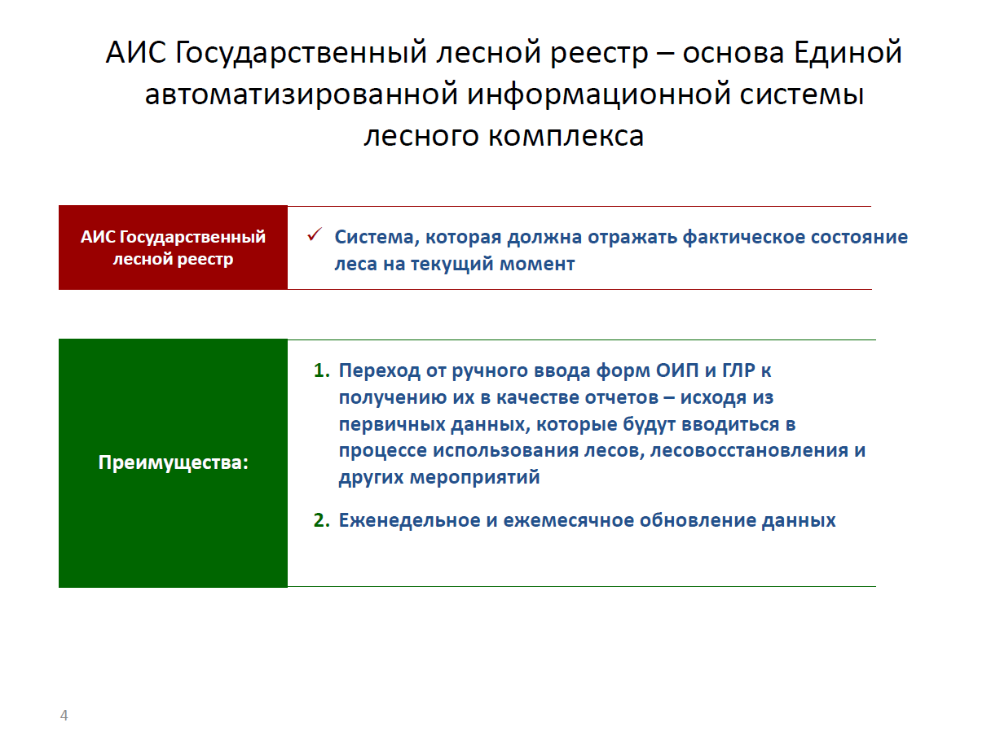 АИС Государственный лесной реестр – основа Единой
автоматизированной информационной системы
лесного комплекса
АИС Государственный
лесной реестр
✓ Система, которая должна отражать фактическое состояние
леса на текущий момент
Преимущества:
1. Переход от ручного ввода форм ОИП и ГЛР к
получению их в качестве отчетов – исходя из
первичных данных, которые будут вводиться в
процессе использования лесов, лесовосстановления и
других мероприятий
2. Еженедельное и ежемесячное обновление данных
4